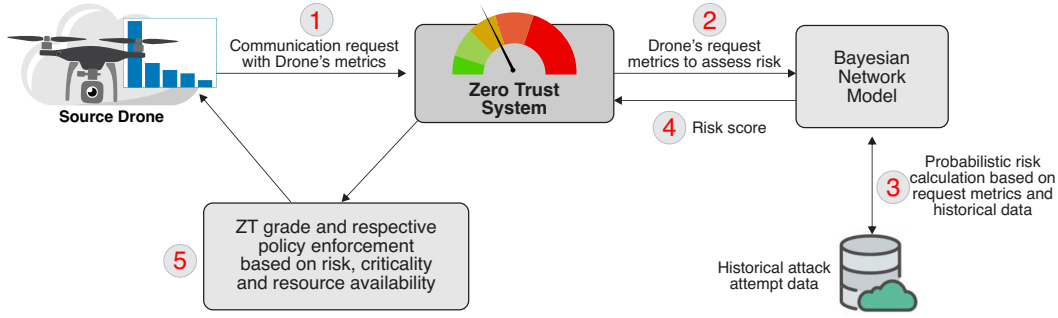 1
Communication request
with Drone's metrics
Source Drone
Zero Trust
System
2
Drone's request
metrics to assess risk
Bayesian
Network
Model
4
Risk score
3
Probabilistic risk
calculation based on
request metrics and
historical data
Historical attack
attempt data
5
ZT grade and respective
policy enforcement
based on risk, criticality
and resource availability